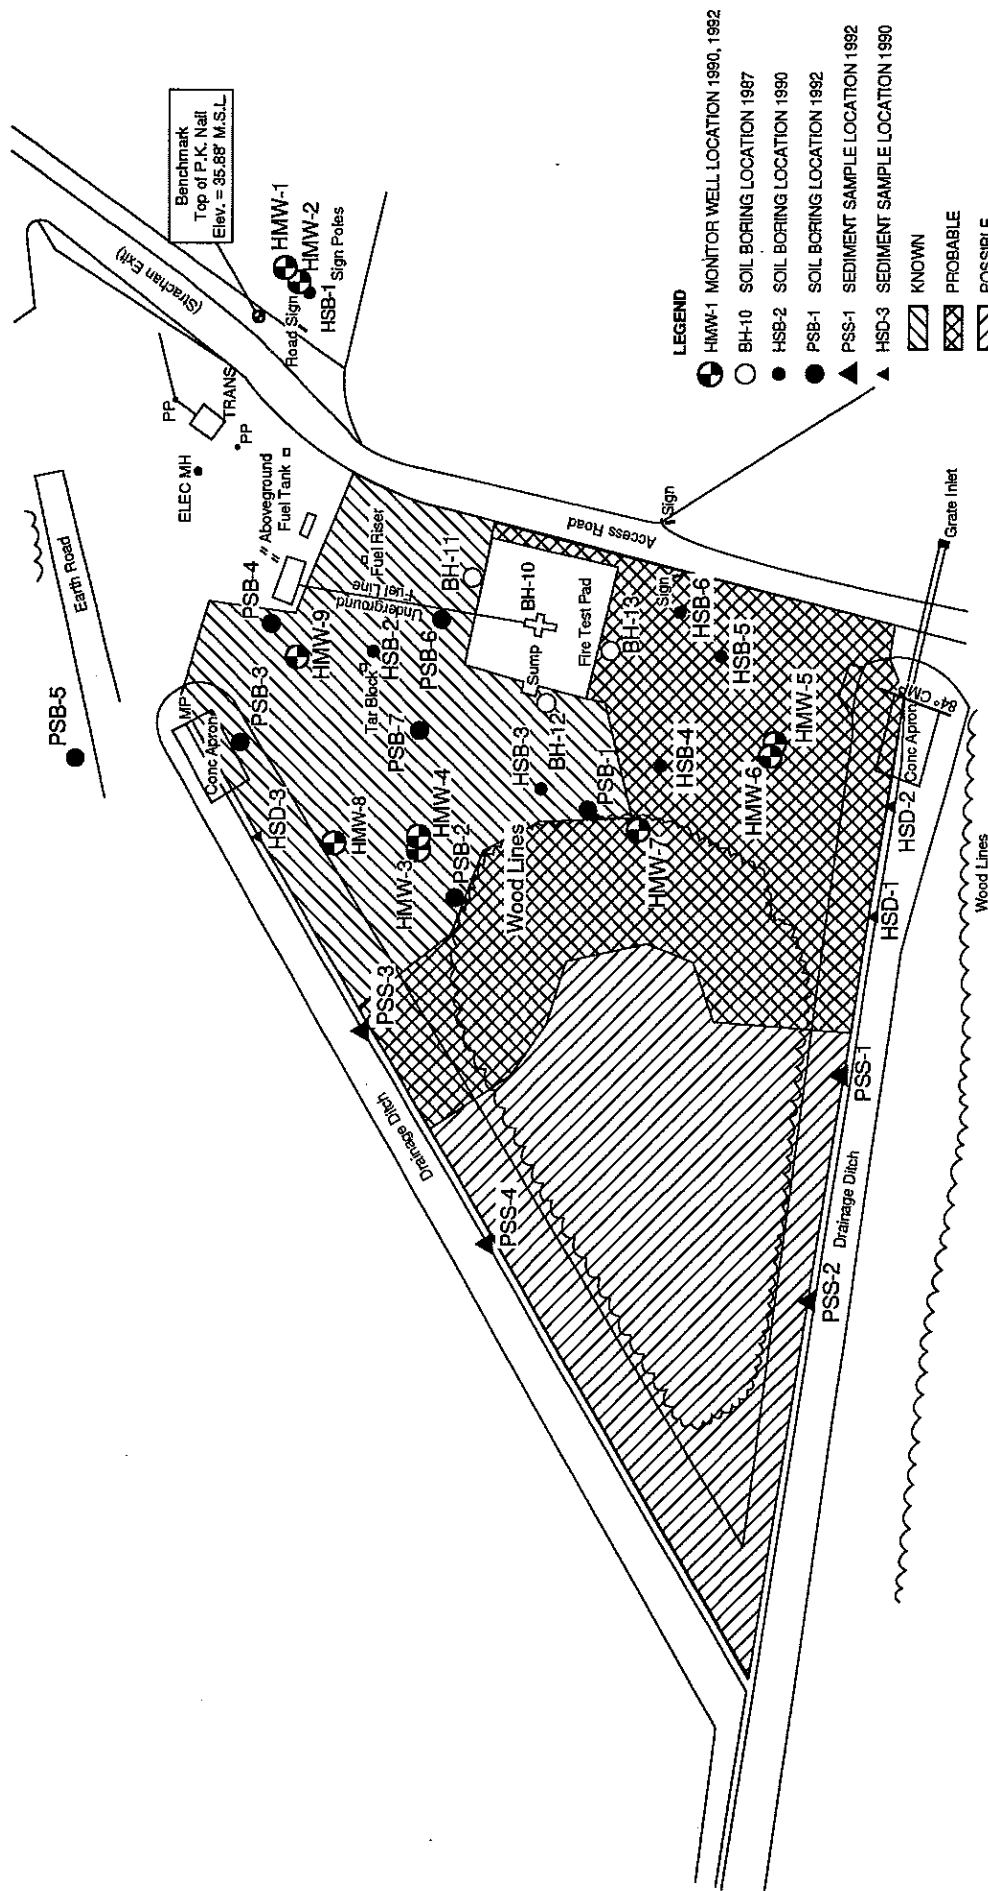 Benchmark
Top of P.K. Nail
Elev. = 35.88' M.S.L.
(Strachan Exit)
HMW-1
HMW-2
HSB-1
Sign Poles
Road Sign
PP
TRANS
PP
ELEC MH
Aboveground
Fuel Tank
Earth Road
PSB-5
PSB-4
Fuel Riser
Underground
Fuel Line
BH-11
HMW-9
PSB-3
HSB-2
Tar Block
PSB-6
PSB-7
Conc Apron
HSD-3
HMW-8
HMW-4
HMW-3
PSB-2
Wood Lines
HSB-3
BH-12
PSB-1
Sump
BH-10
Fire Test Pad
BH-13
Access Road
Sign
Sign
HSB-6
HSB-5
HSB-4
HMW-7
HMW-6
HMW-5
Conc Apron
Grate Inlet
HSD-2
HSD-1
Wood Lines
PSS-3
Drainage Ditch
PSS-4
PSS-1
Drainage Ditch
PSS-2
LEGEND
HMW-1 MONITOR WELL LOCATION 1990, 1992
BH-10 SOIL BORING LOCATION 1987
HSB-2 SOIL BORING LOCATION 1990
PSB-1 SOIL BORING LOCATION 1992
PSS-1 SEDIMENT SAMPLE LOCATION 1992
HSD-3 SEDIMENT SAMPLE LOCATION 1990
KNOWN
PROBABLE
POSSIBLE